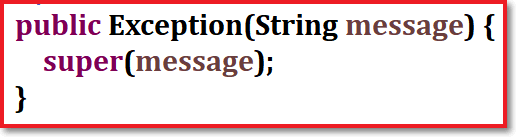 public Exception(String message) {
super(message);
}